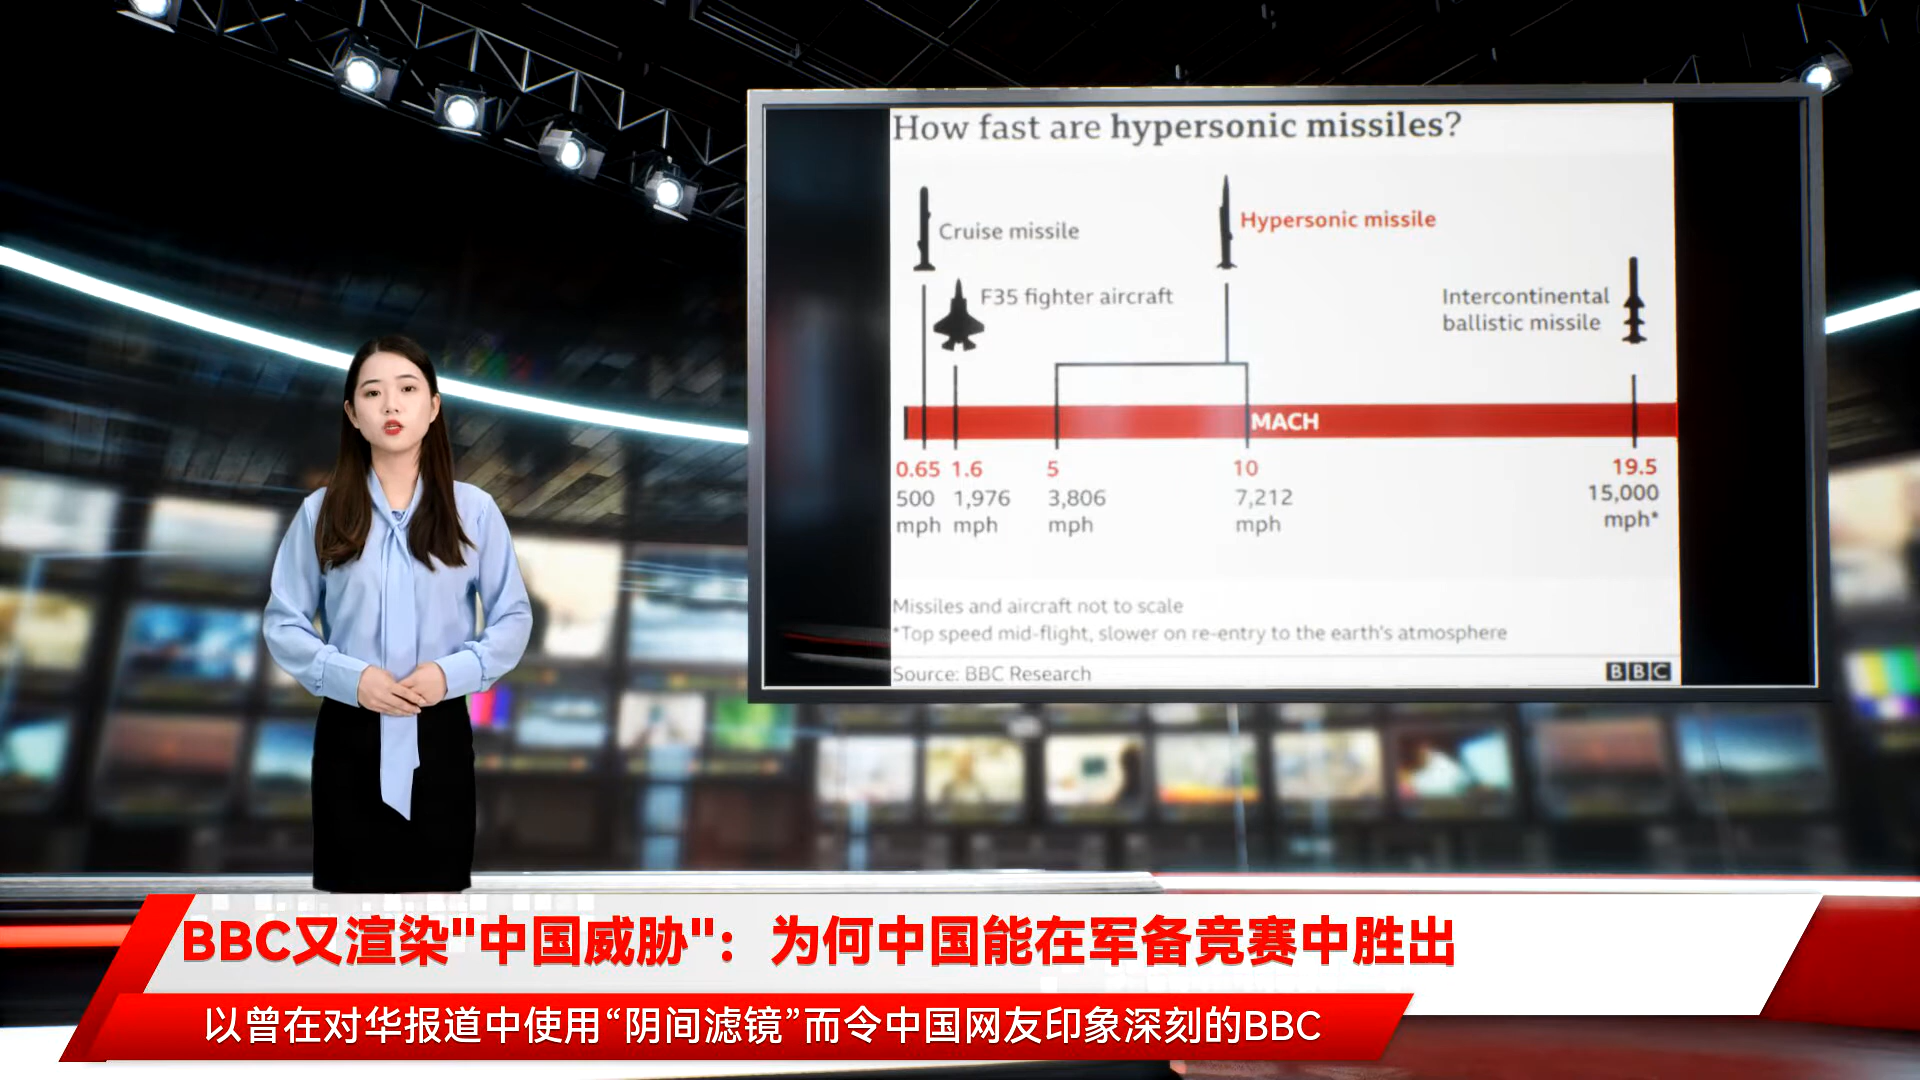 How fast are hypersonic missiles?
Cruise missile
Hypersonic missile
F35 fighter aircraft
Intercontinental
ballistic missile
MACH
0.65 1.6 5 10 19.5
500 1,976 3,806 7,212 15,000
mph mph mph mph mph*
Missiles and aircraft not to scale
*Top speed mid-flight, slower on re-entry to the earth's atmosphere
Source: BBC Research
BBC
BBC又渲染"中国威胁"：为何中国能在军备竞赛中胜出
以曾在对华报道中使用“阴间滤镜”而令中国网友印象深刻的BBC